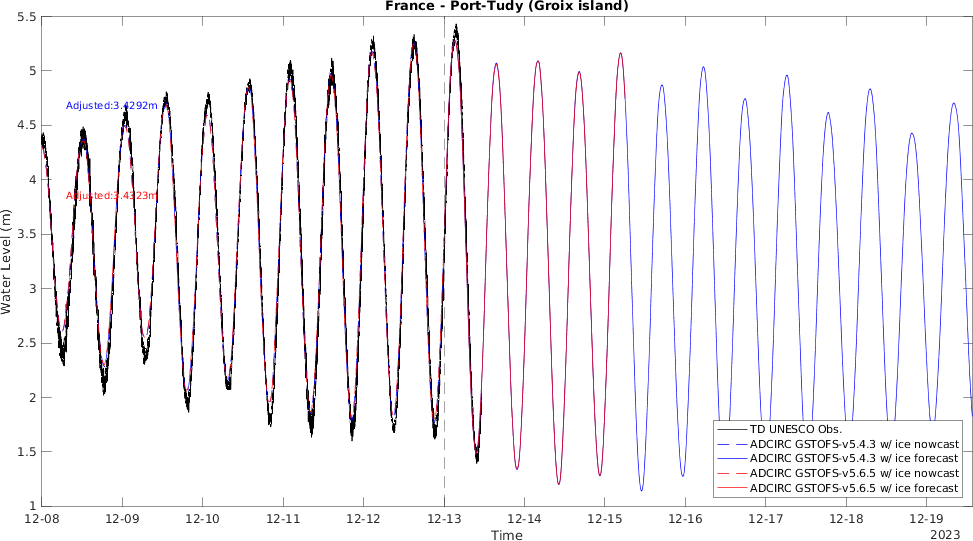 France - Port-Tudy (Groix island)
5.5
5
4.5
4
3.5
3
2.5
2
1.5
1
Water Level (m)
Adjusted:3.4292m
Adjusted:3.4323m
TD UNESCO Obs.
ADCIRC GSTOFS-v5.4.3 w/ ice nowcast
ADCIRC GSTOFS-v5.4.3 w/ ice forecast
ADCIRC GSTOFS-v5.6.5 w/ ice nowcast
ADCIRC GSTOFS-v5.6.5 w/ ice forecast
12-08 12-09 12-10 12-11 12-12 12-13 12-14 12-15 12-16 12-17 12-18 12-19
Time
2023